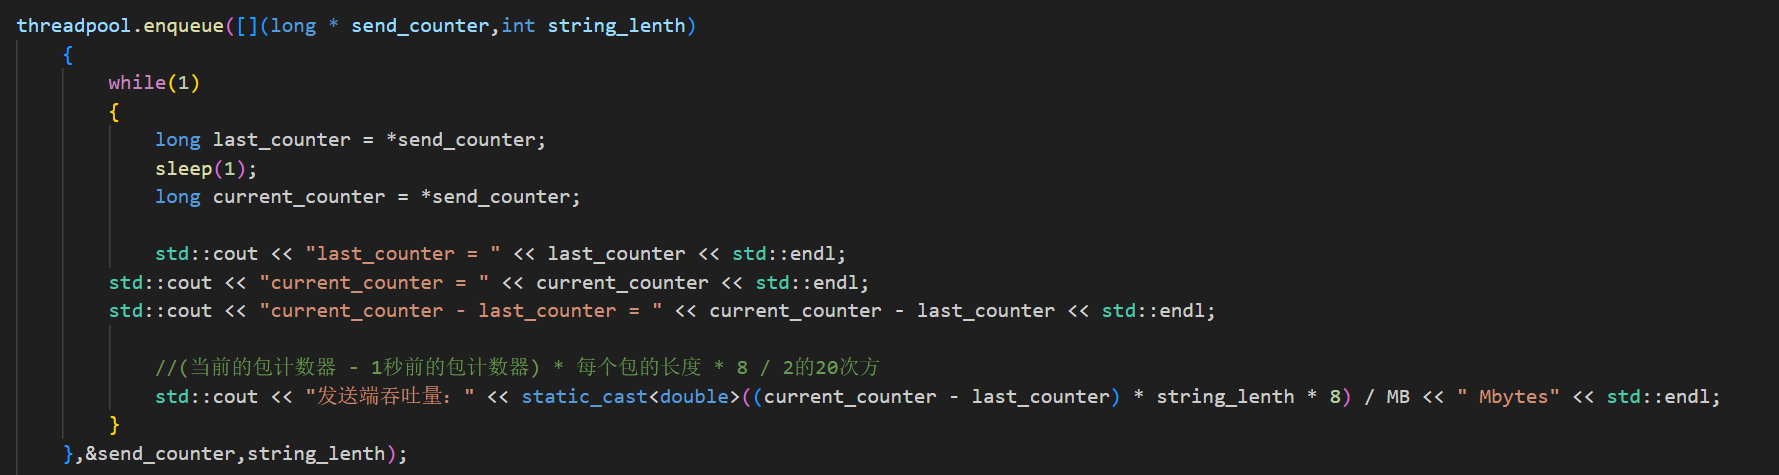 threadpool.enqueue([](long * send_counter,int string_lenth)
{
while(1)
{
long last_counter = *send_counter;
sleep(1);
long current_counter = *send_counter;
std::cout << "last_counter = " << last_counter << std::endl;
std::cout << "current_counter = " << current_counter << std::endl;
std::cout << "current_counter - last_counter = " << current_counter - last_counter << std::endl;
//(当前的包计数器 - 1秒前的包计数器) * 每个包的长度 * 8 / 2的20次方
std::cout << "发送端吞吐量：" << static_cast<double>((current_counter - last_counter) * string_lenth * 8) / MB << " Mbytes" << std::endl;
}
},&send_counter,string_lenth);